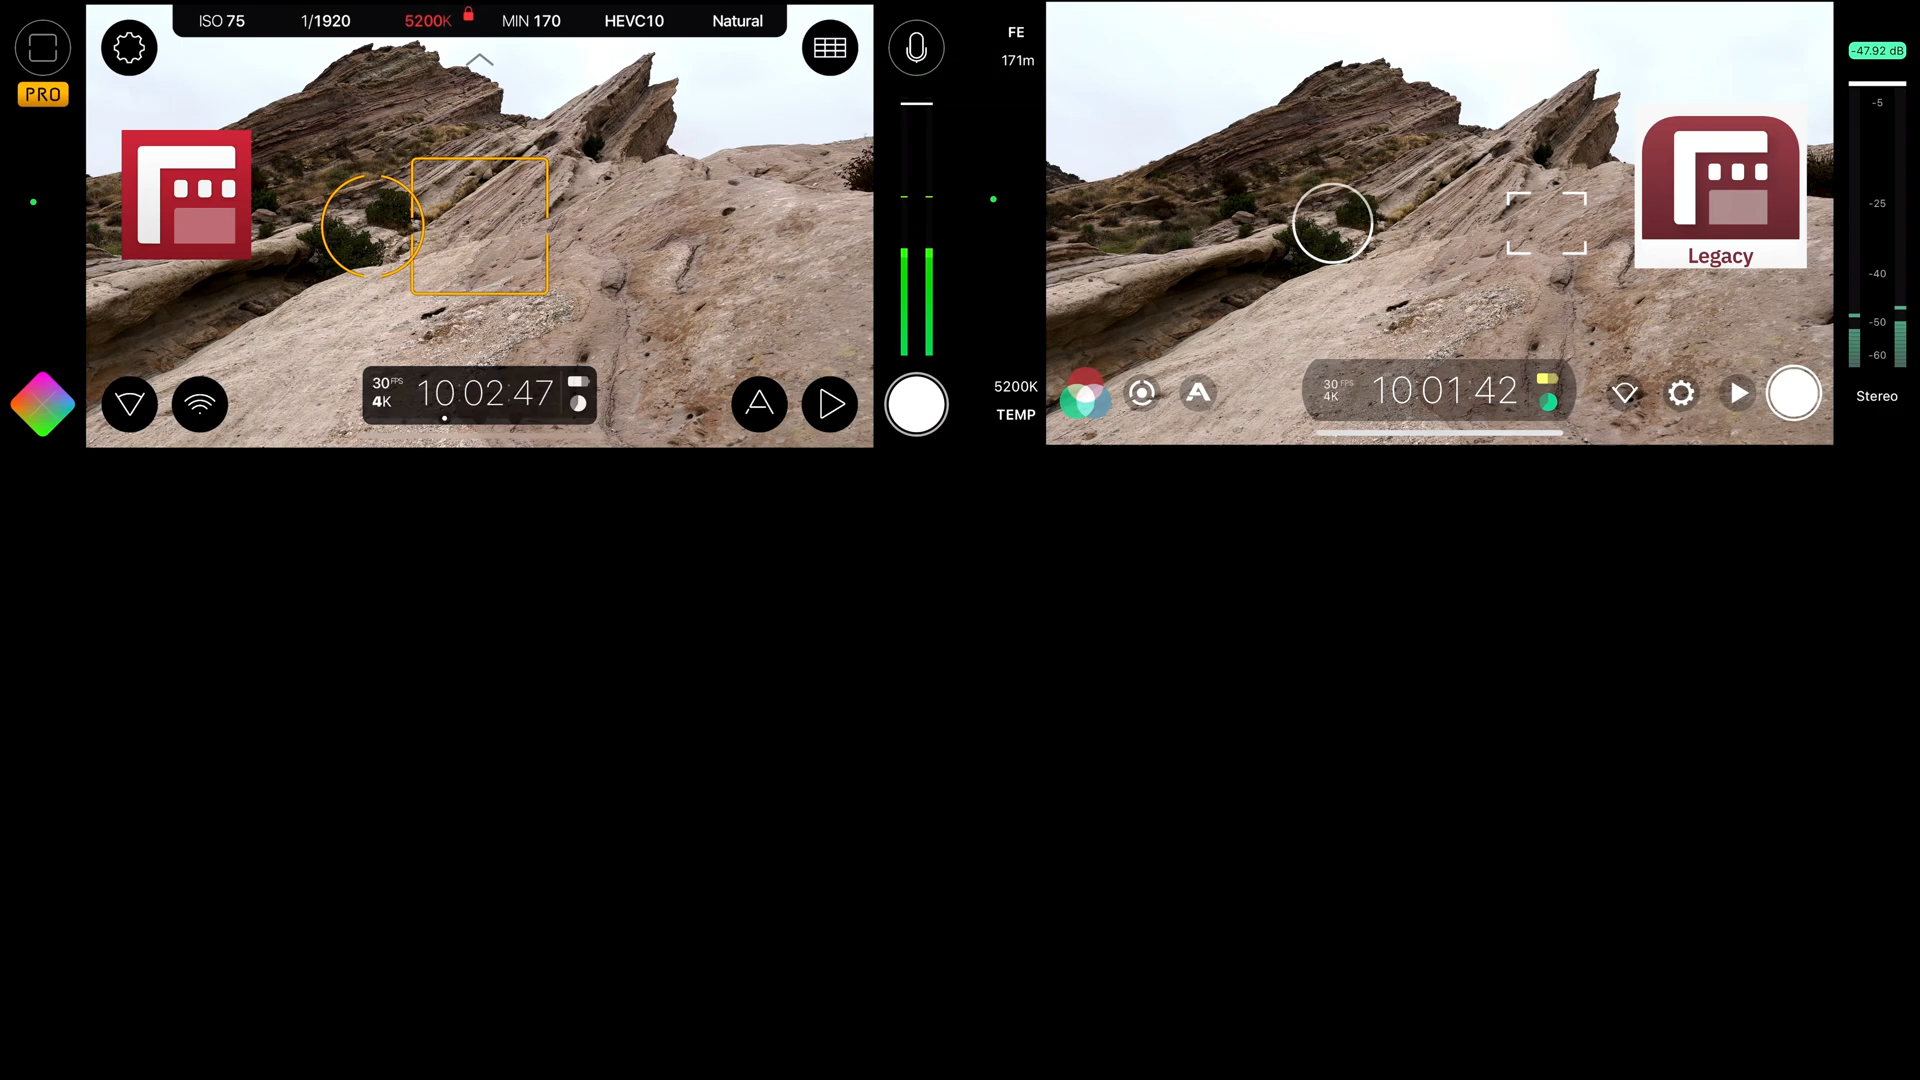 ISO 75 1/1920 5200K MIN 170 HEVC10 Natural
PRO
30 FPS
4K
10:02:47
FE
171m
5200K
TEMP
Legacy
30 FPS
4K
10:01:42
-47.92 dB
-5
-25
-40
-50
-60
Stereo